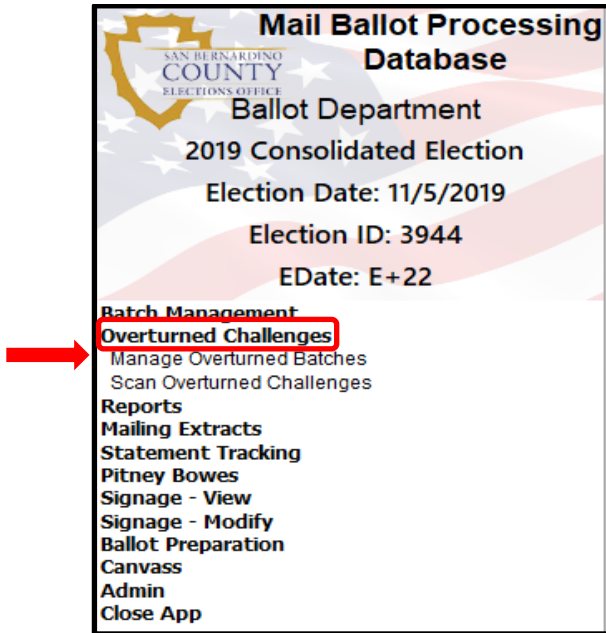 Mail Ballot Processing
Database
SAN BERNARDINO
COUNTY
ELECTIONS OFFICE
Ballot Department
2019 Consolidated Election
Election Date: 11/5/2019
Election ID: 3944
EDate: E+22
Batch Management
Overturned Challenges
Manage Overturned Batches
Scan Overturned Challenges
Reports
Mailing Extracts
Statement Tracking
Pitney Bowes
Signage - View
Signage - Modify
Ballot Preparation
Canvass
Admin
Close App